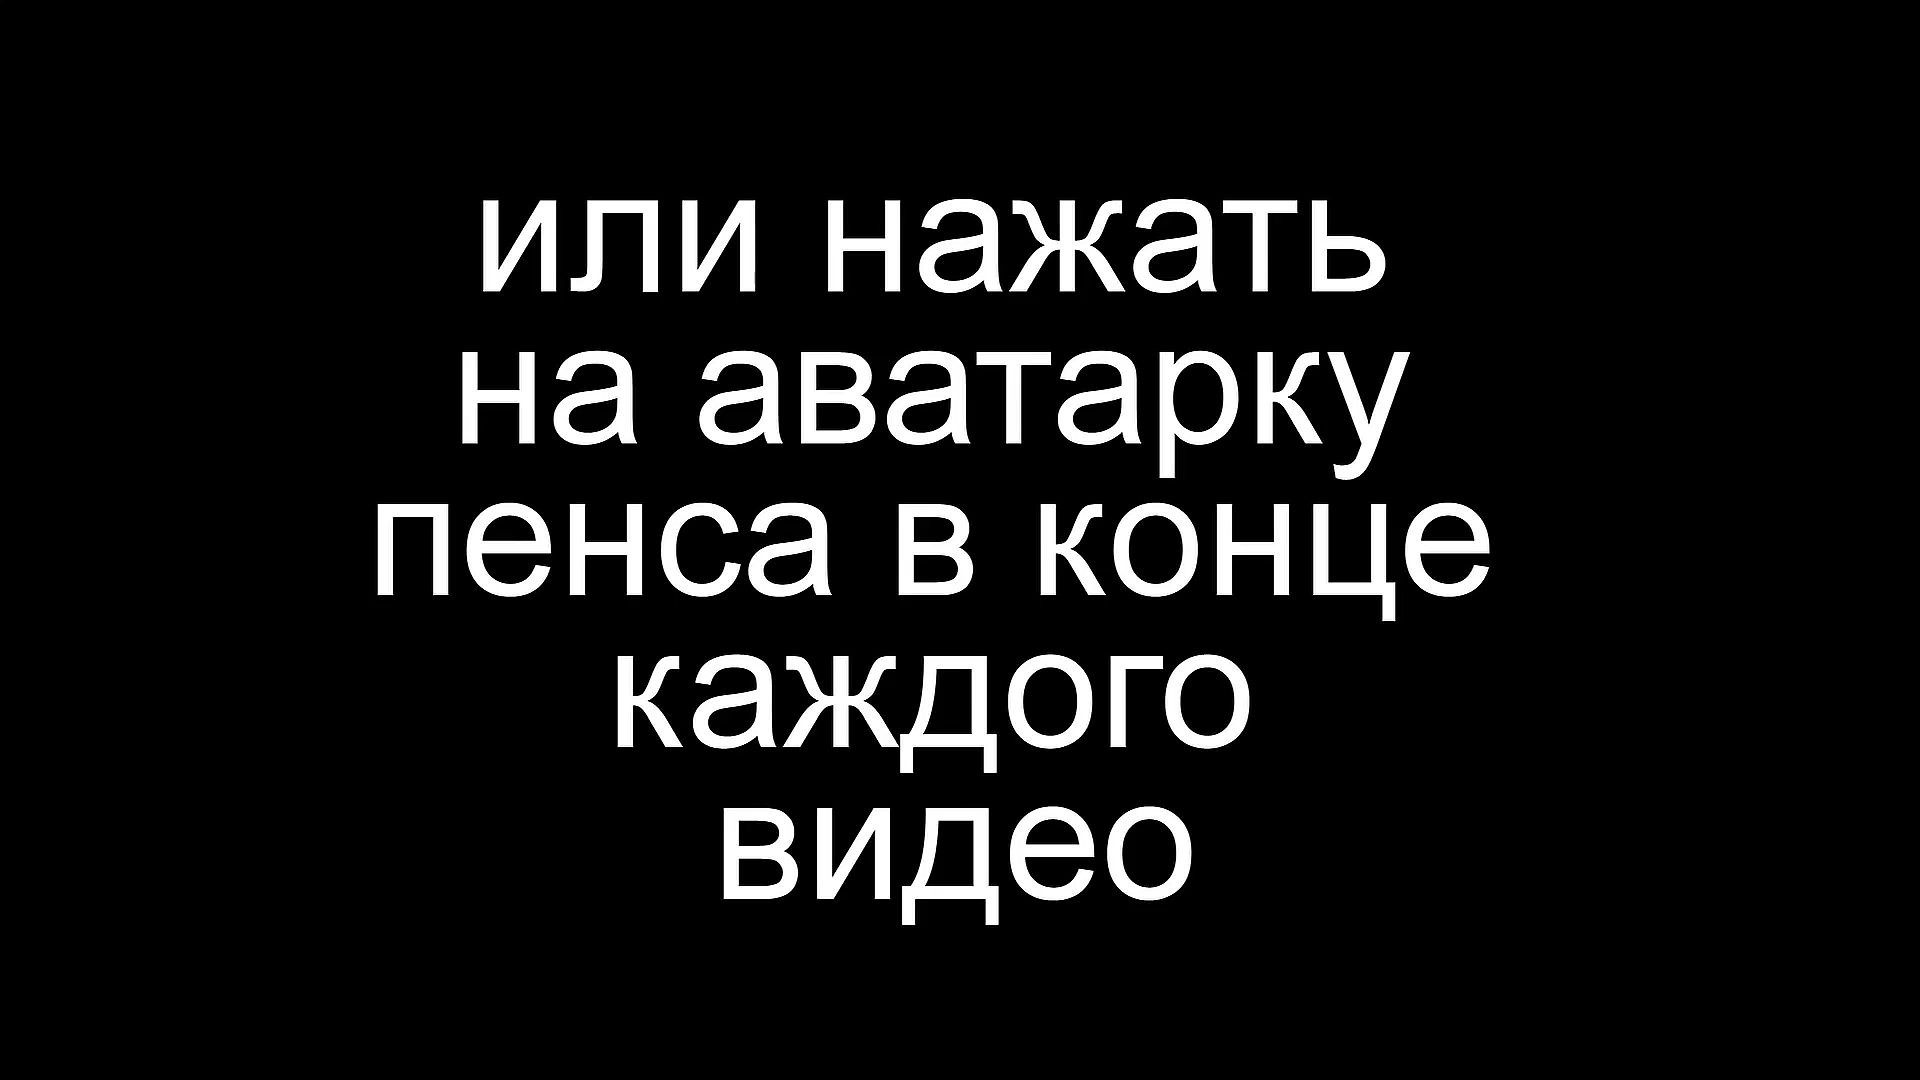 или нажать
на аватарку
пенса в конце
каждого
видео